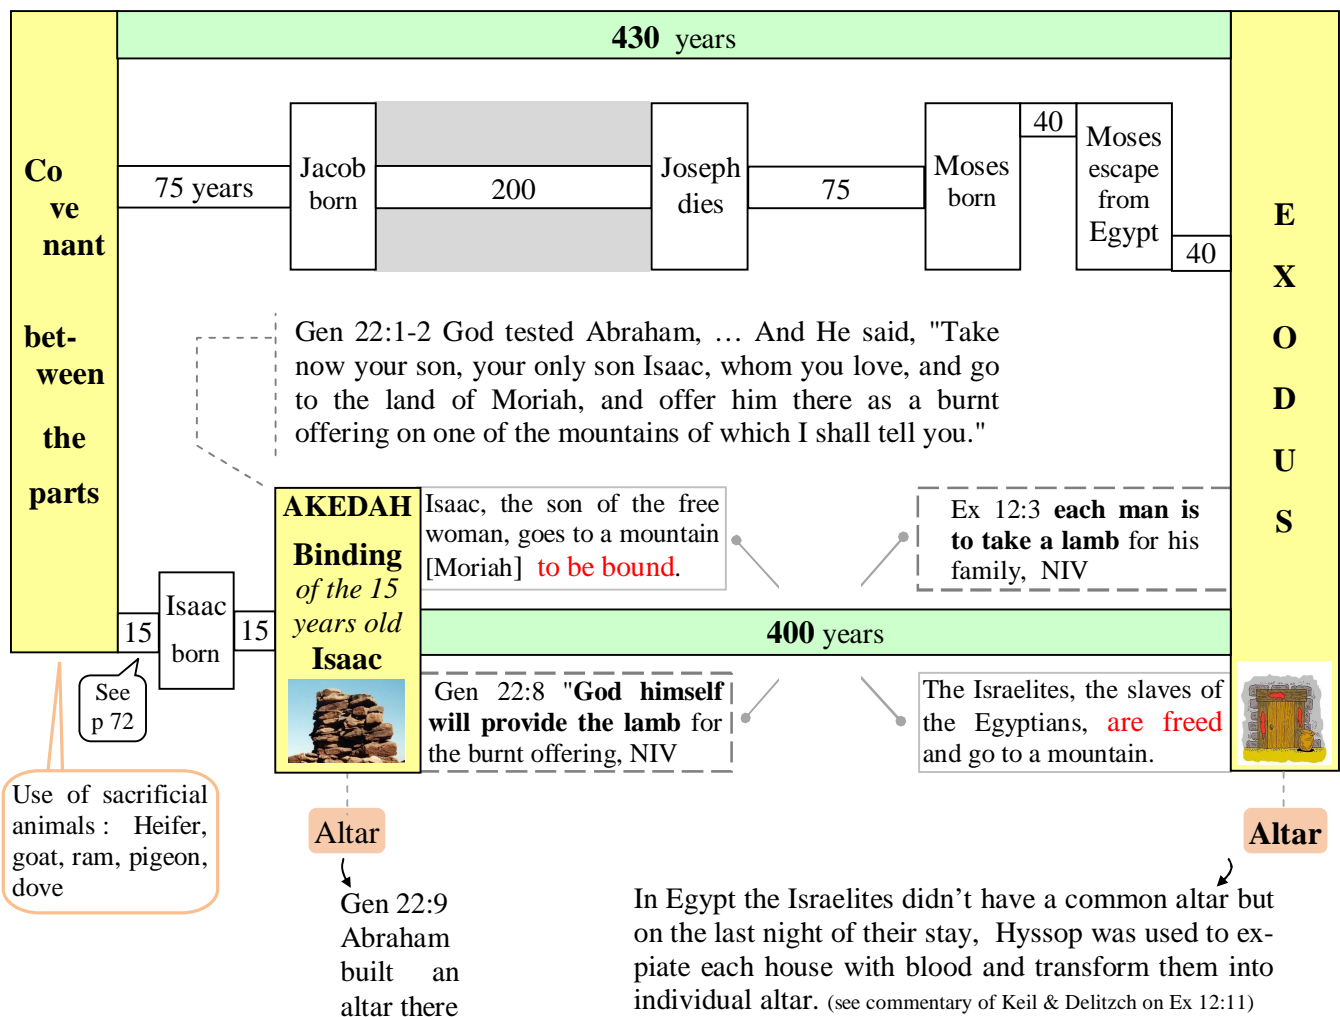 430 years
Co
ve
nant
bet-
ween
the
parts
75 years
Jacob
born
200
Joseph
dies
75
Moses
born
40
Moses
escape
from
Egypt
40
E
X
O
D
U
S
Gen 22:1-2 God tested Abraham, … And He said, "Take
now your son, your only son Isaac, whom you love, and go
to the land of Moriah, and offer him there as a burnt
offering on one of the mountains of which I shall tell you."
15
Isaac
born
15
See
p 72
AKEDAH
Binding
of the 15
years old
Isaac
Isaac, the son of the free
woman, goes to a mountain
[Moriah] to be bound.
Ex 12:3 each man is
to take a lamb for his
family, NIV
400 years
Gen 22:8 "God himself
will provide the lamb for
the burnt offering, NIV
The Israelites, the slaves of
the Egyptians, are freed
and go to a mountain.
Use of sacrificial
animals : Heifer,
goat, ram, pigeon,
dove
Altar
Gen 22:9
Abraham
built an
altar there
Altar
In Egypt the Israelites didn’t have a common altar but
on the last night of their stay, Hyssop was used to ex-
piate each house with blood and transform them into
individual altar. (see commentary of Keil & Delitzch on Ex 12:11)